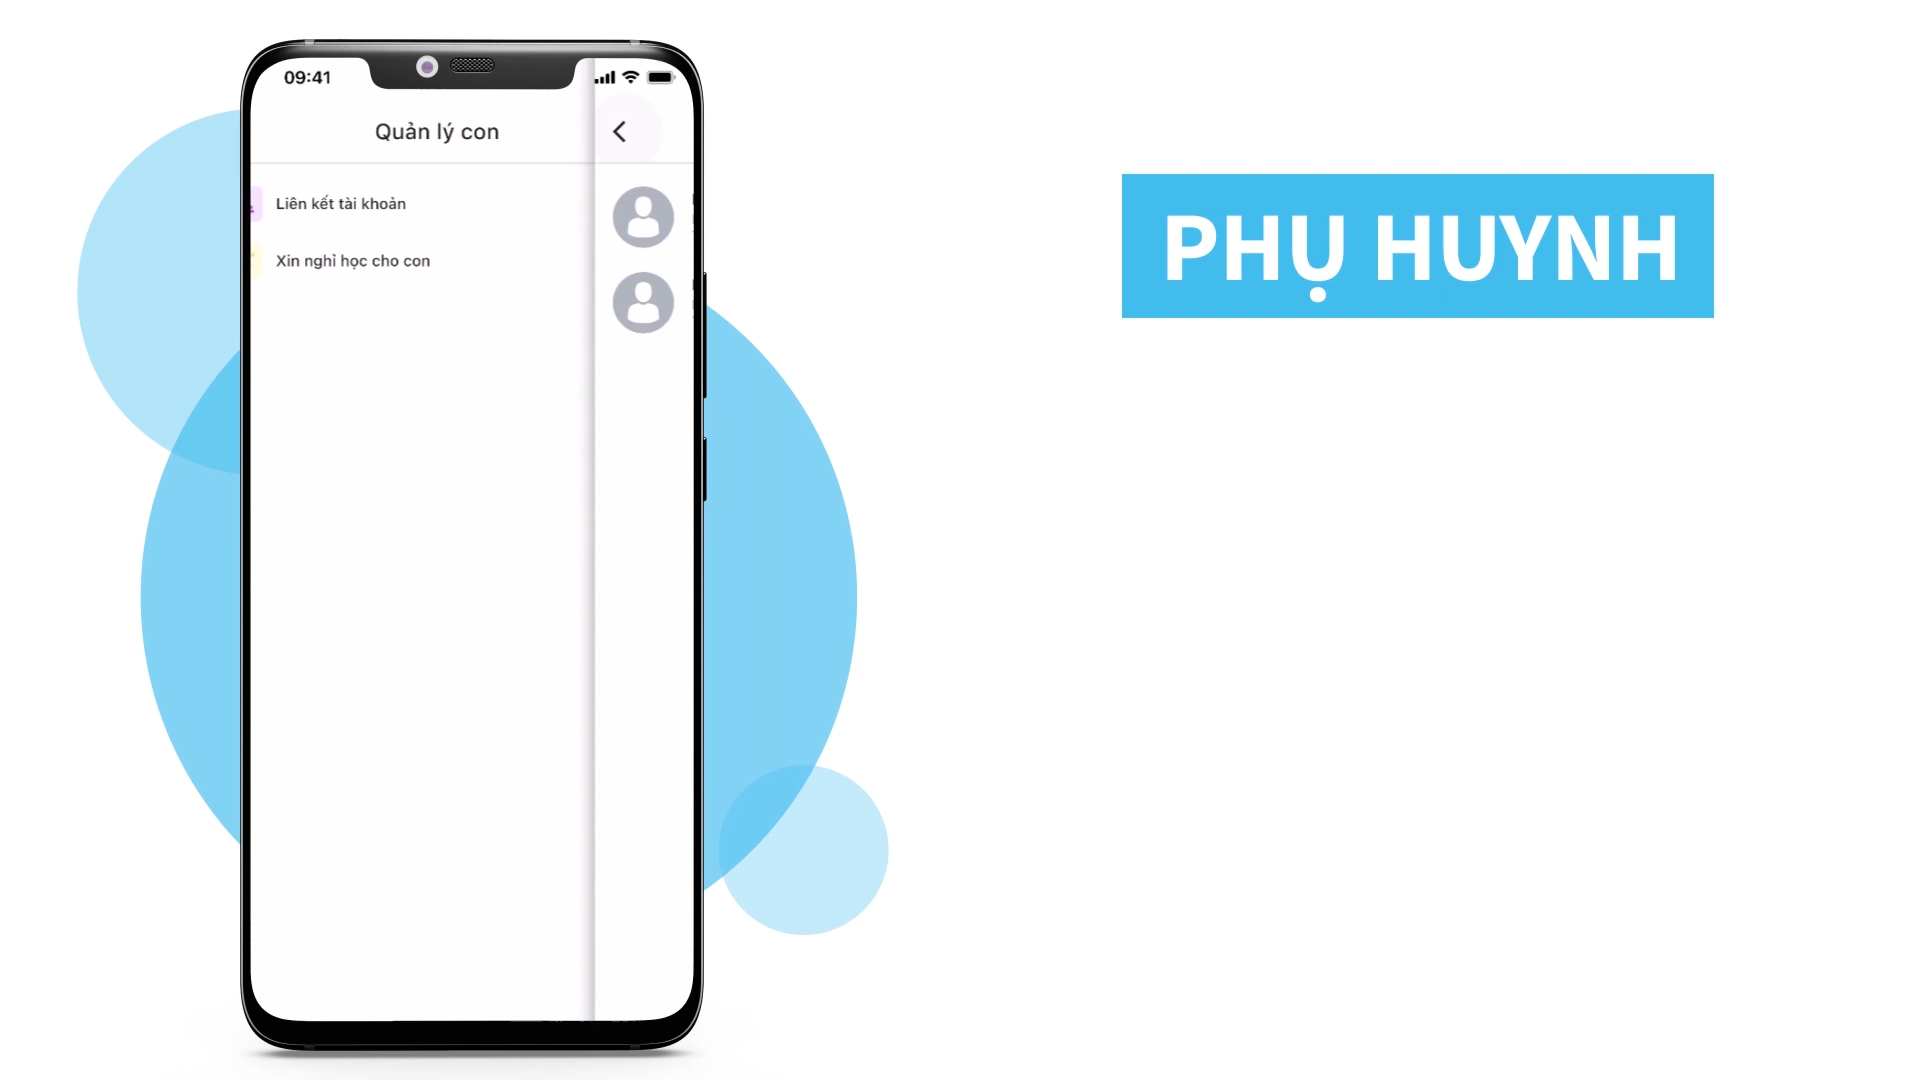 09:41
Quản lý con
Liên kết tài khoản
Xin nghỉ học cho con
PHỤ HUYNH